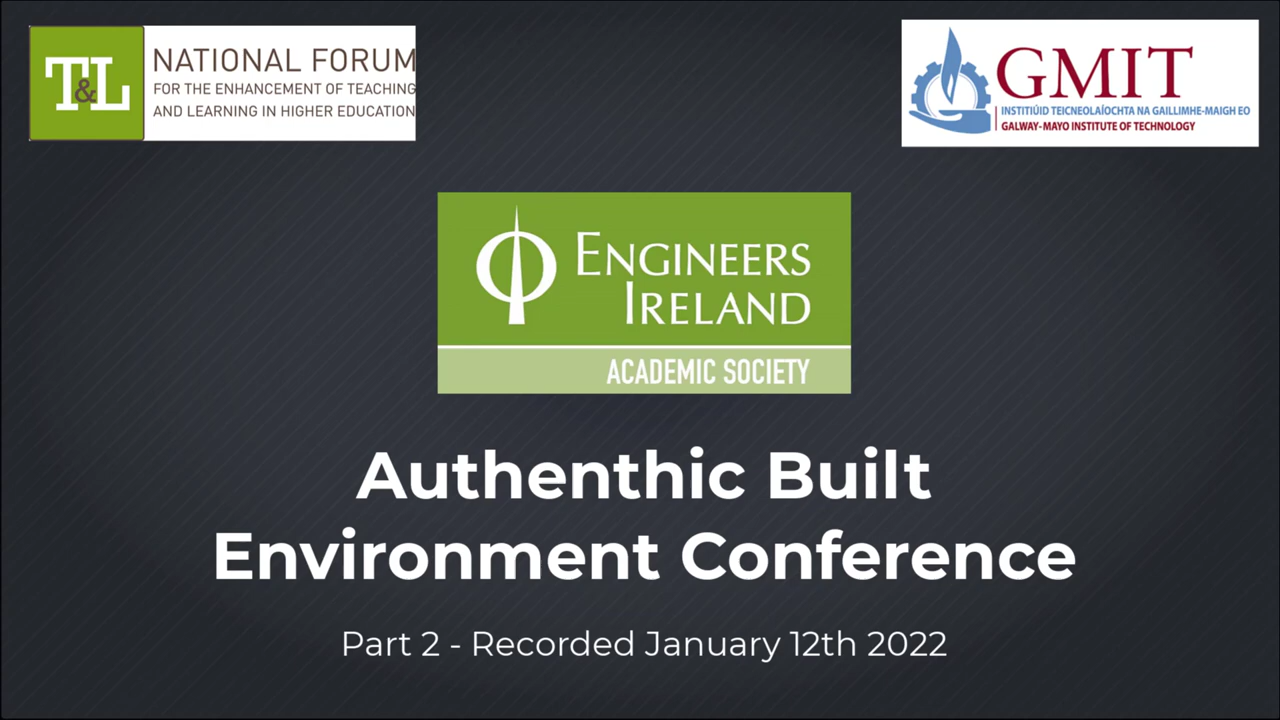 T&L
NATIONAL FORUM
FOR THE ENHANCEMENT OF TEACHING
AND LEARNING IN HIGHER EDUCATION
GMIT
INSTITIÚID TEICNEOLAÍOCHTA NA GAILLIMHE-MAIGH EO
GALWAY-MAYO INSTITUTE OF TECHNOLOGY
ENGINEERS
IRELAND
ACADEMIC SOCIETY
Authenthic Built
Environment Conference
Part 2 - Recorded January 12th 2022